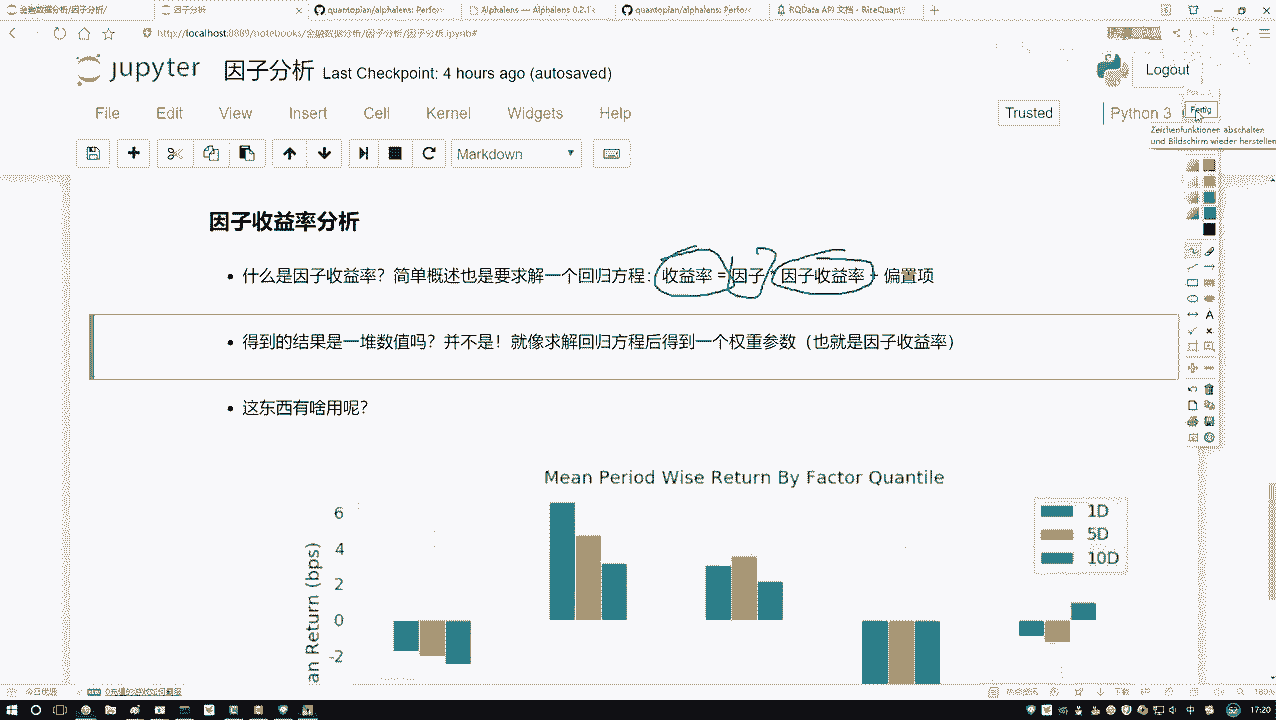 金融数据分析/因子分析/
因子分析
quantopian/alphalens: Perfor
Alphalens — Alphalens 0.2.1+
quantopian/alphalens: Perfor
RQData API 文档 - RiceQuant
http://localhost:8889/notebooks/金融数据分析/因子分析/因子分析.ipynb#
jupyter 因子分析 Last Checkpoint: 4 hours ago (autosaved)
Logout
File Edit View Insert Cell Kernel Widgets Help
Trusted
Python 3
Fertig
Zeichenfunktionen abschalten
und Bildschirm wieder herstellen
Markdown
因子收益率分析
什么是因子收益率？简单概述也是要求解一个回归方程：收益率 = 因子 * 因子收益率 + 偏置项
得到的结果是一堆数值吗？并不是！就像求解回归方程后得到一个权重参数（也就是因子收益率）
这东西有啥用呢？
Mean Period Wise Return By Factor Quantile
1D
5D
10D
6
4
2
0
-2
an Return (bps)
今日优选
下载
160%
中
17:20